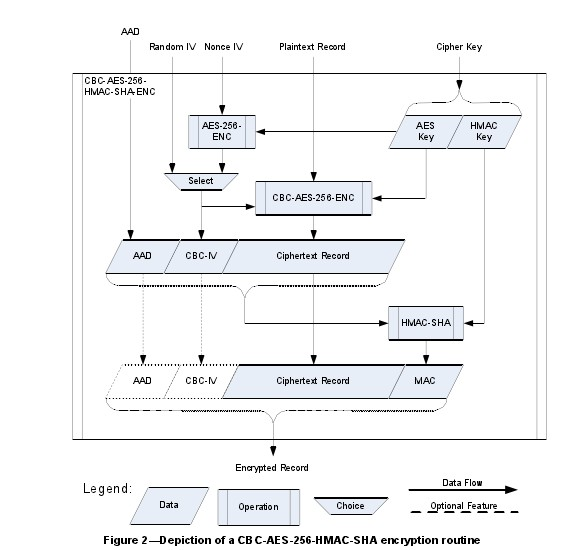 AAD
Random IV
Nonce IV
Plaintext Record
Cipher Key
CBC-AES-256-
HMAC-SHA-ENC
AES-256-
ENC
AES
Key
HMAC
Key
Select
CBC-AES-256-ENC
AAD
CBC-IV
Ciphertext Record
HMAC-SHA
AAD
CBC-IV
Ciphertext Record
MAC
Encrypted Record
Legend:
Data
Operation
Choice
Data Flow
Optional Feature
Figure 2—Depiction of a CBC-AES-256-HMAC-SHA encryption routine